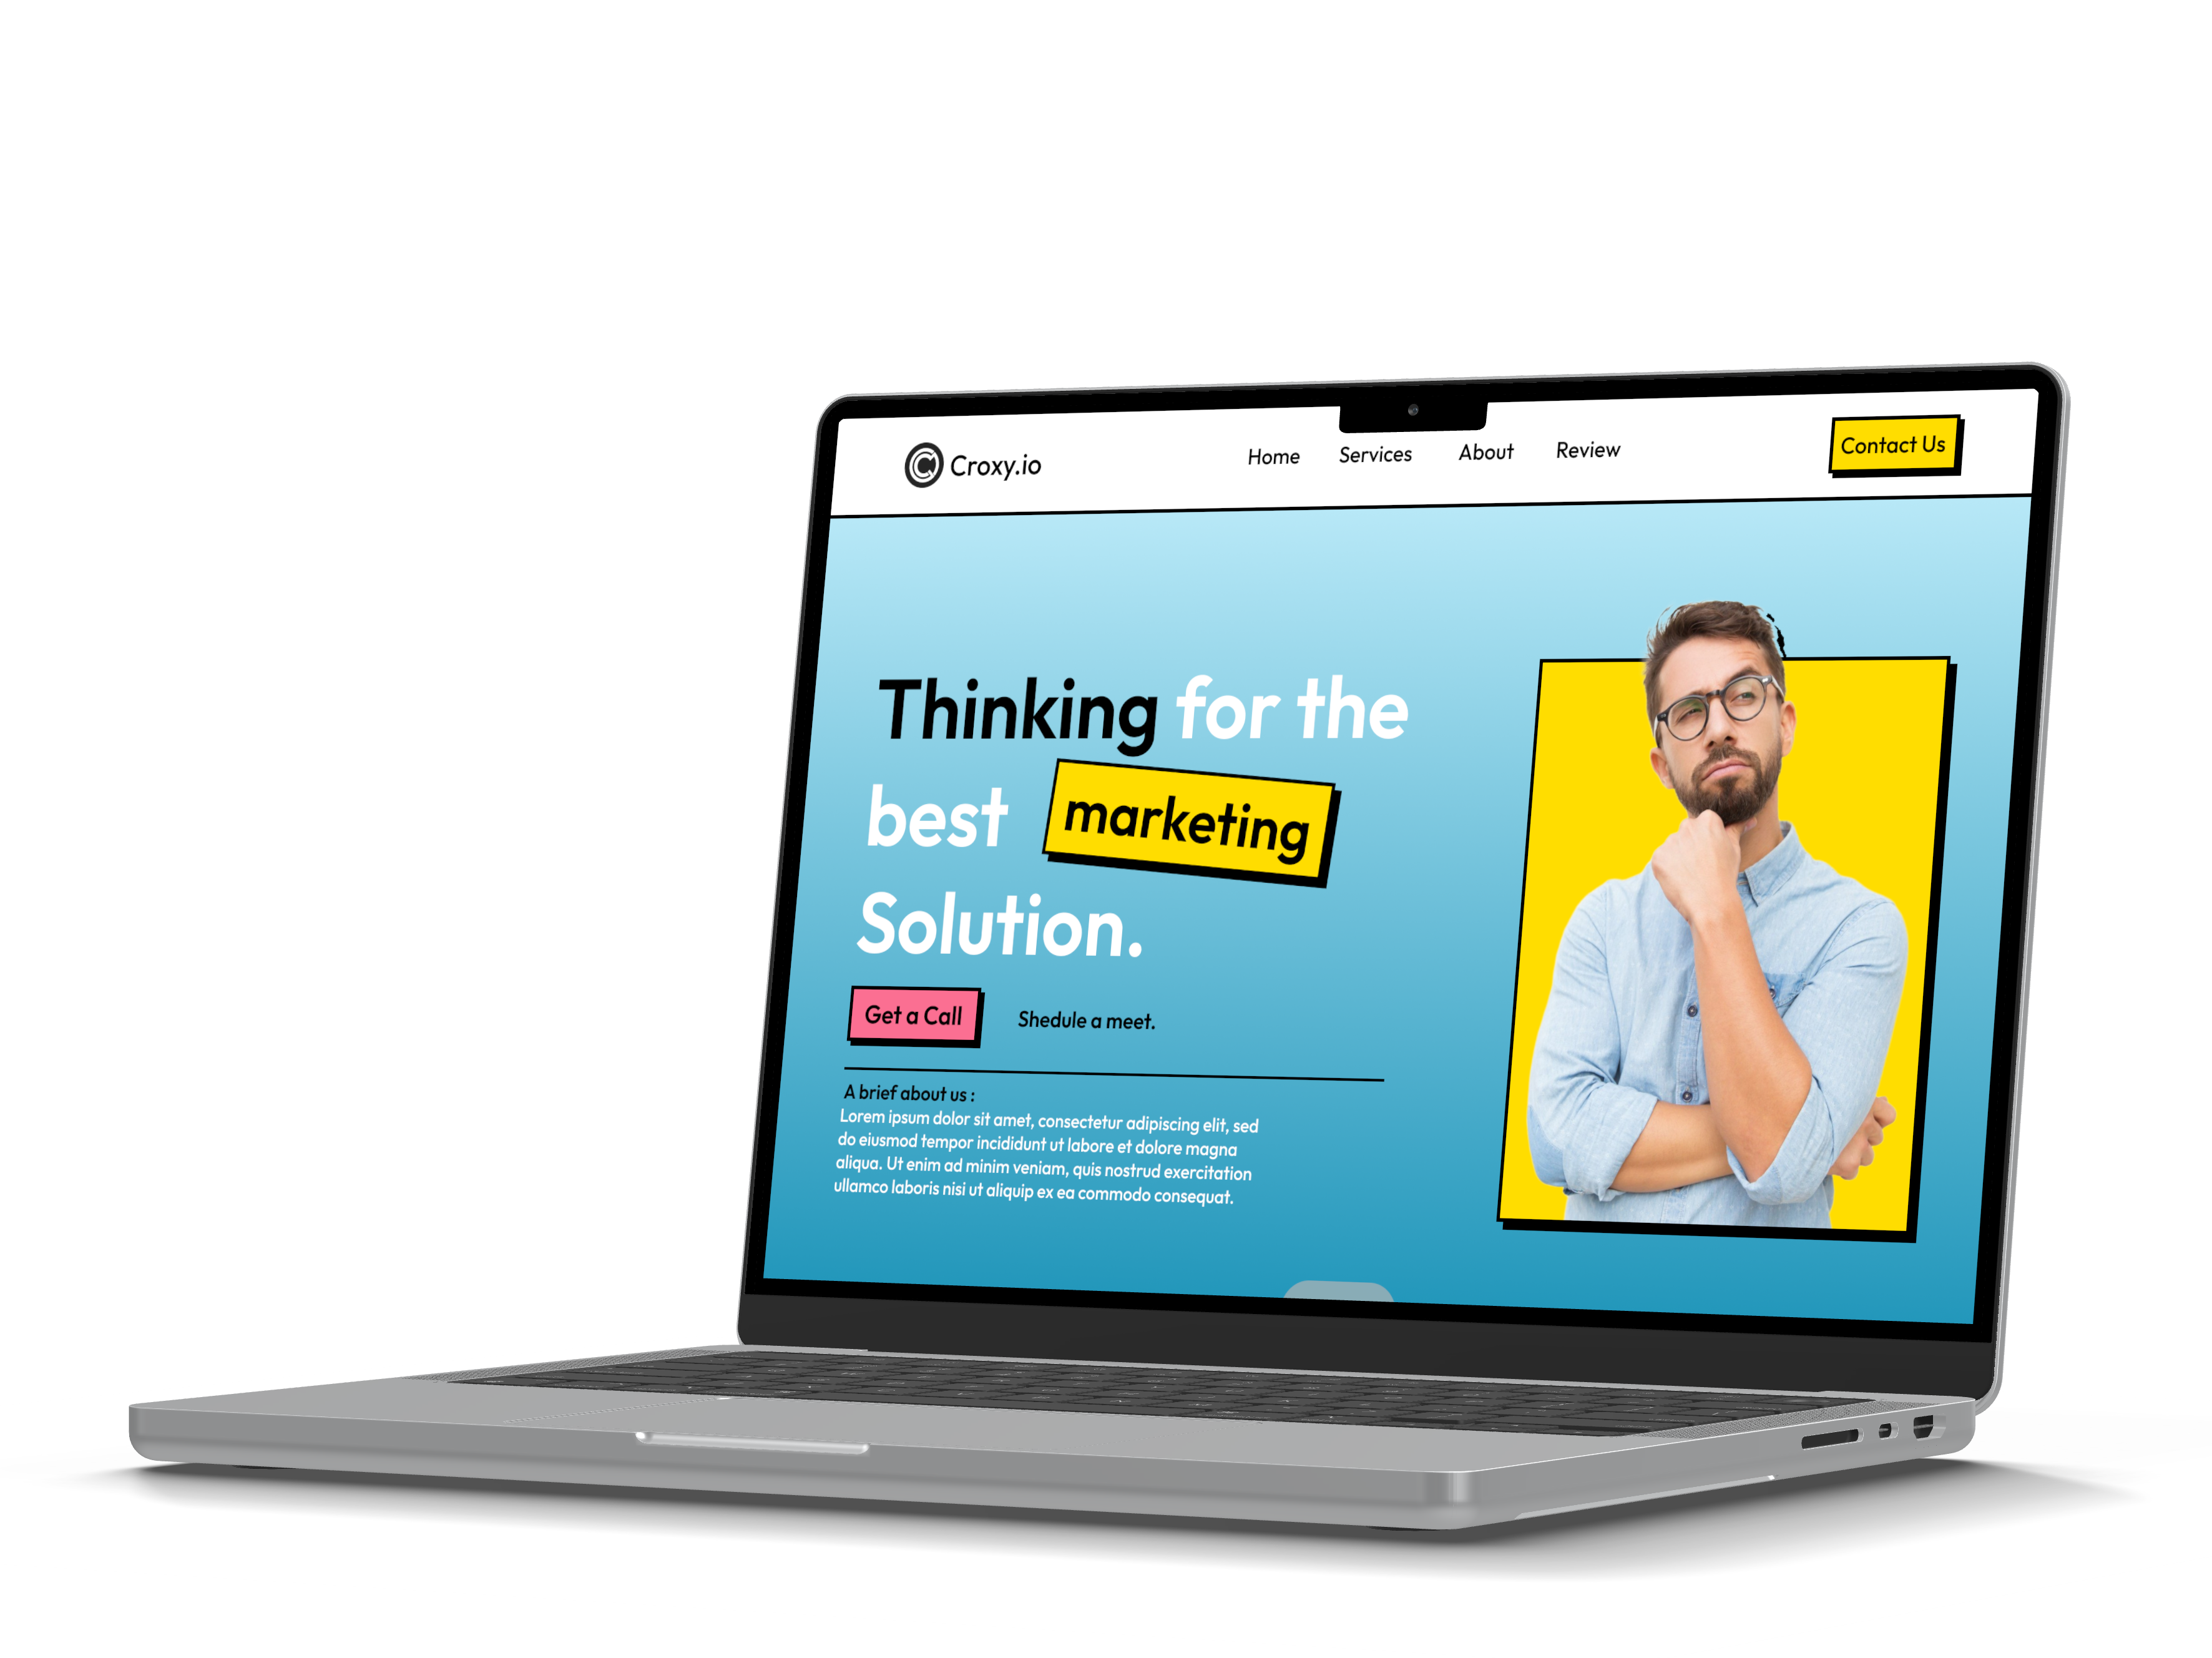 Croxy.io
Home Services About Review
Contact Us
Thinking for the
best marketing
Solution.
Get a Call
Shedule a meet.
A brief about us :
Lorem ipsum dolor sit amet, consectetur adipiscing elit, sed
do eiusmod tempor incididunt ut labore et dolore magna
aliqua. Ut enim ad minim veniam, quis nostrud exercitation
ullamco laboris nisi ut aliquip ex ea commodo consequat.